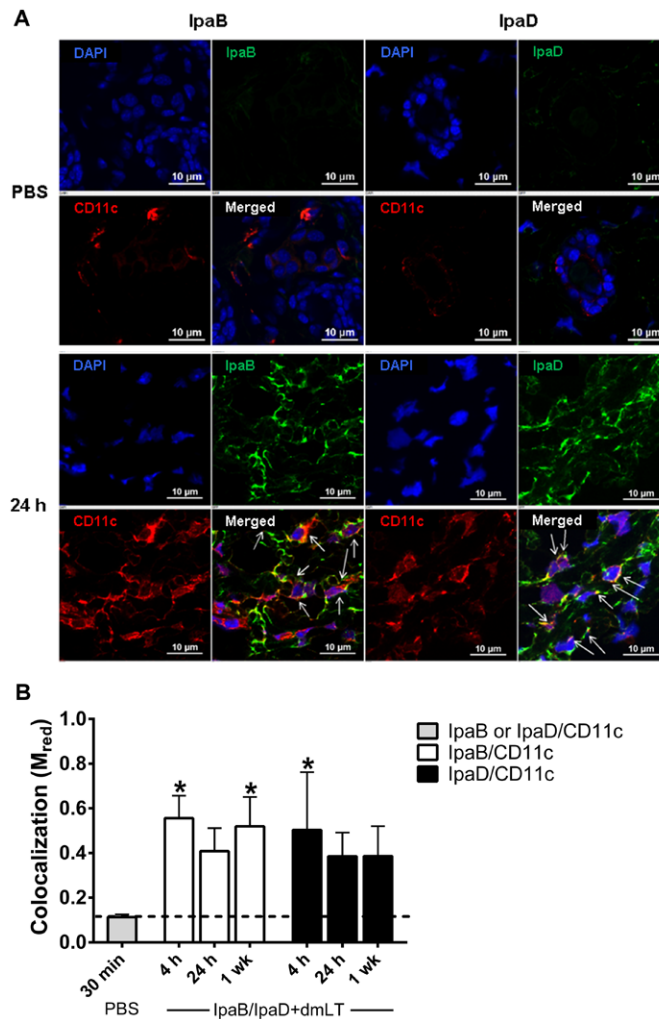 A
IpaB IpaD
DAPI IpaB DAPI IpaD
10 µm 10 µm 10 µm 10 µm
PBS
CD11c Merged CD11c Merged
10 µm 10 µm 10 µm 10 µm
DAPI IpaB DAPI IpaD
10 µm 10 µm 10 µm 10 µm
24 h
CD11c Merged CD11c Merged
10 µm 10 µm 10 µm 10 µm
B
Colocalization (Mred)
1.0
0.8
0.6
0.4
0.2
0.0
* * *
IpaB or IpaD/CD11c
IpaB/CD11c
IpaD/CD11c
30 min 4 h 24 h 1 wk 4 h 24 h 1 wk
PBS IpaB/IpaD+dmLT